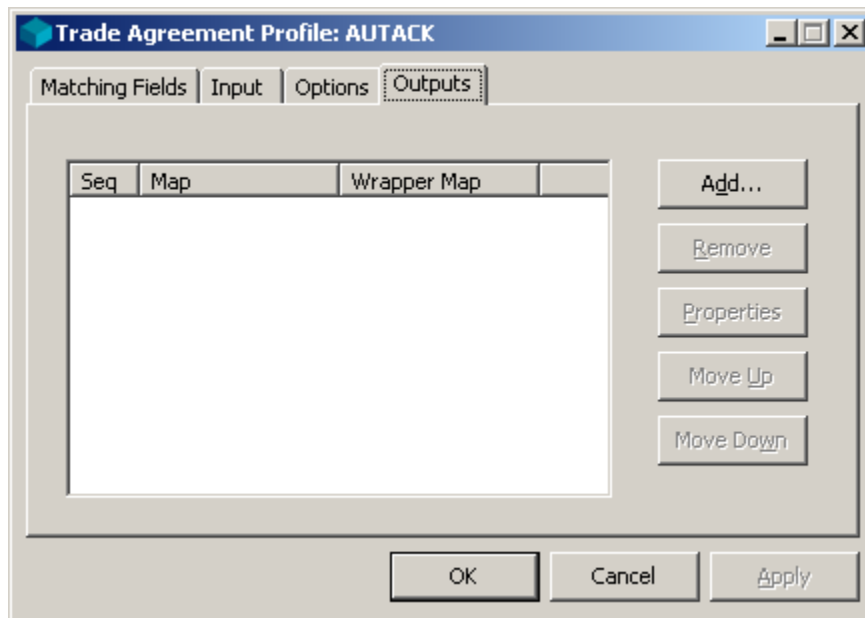 Trade Agreement Profile: AUTACK
Matching Fields Input Options Outputs
Seq Map Wrapper Map
Add...
Remove
Properties
Move Up
Move Down
OK Cancel Apply